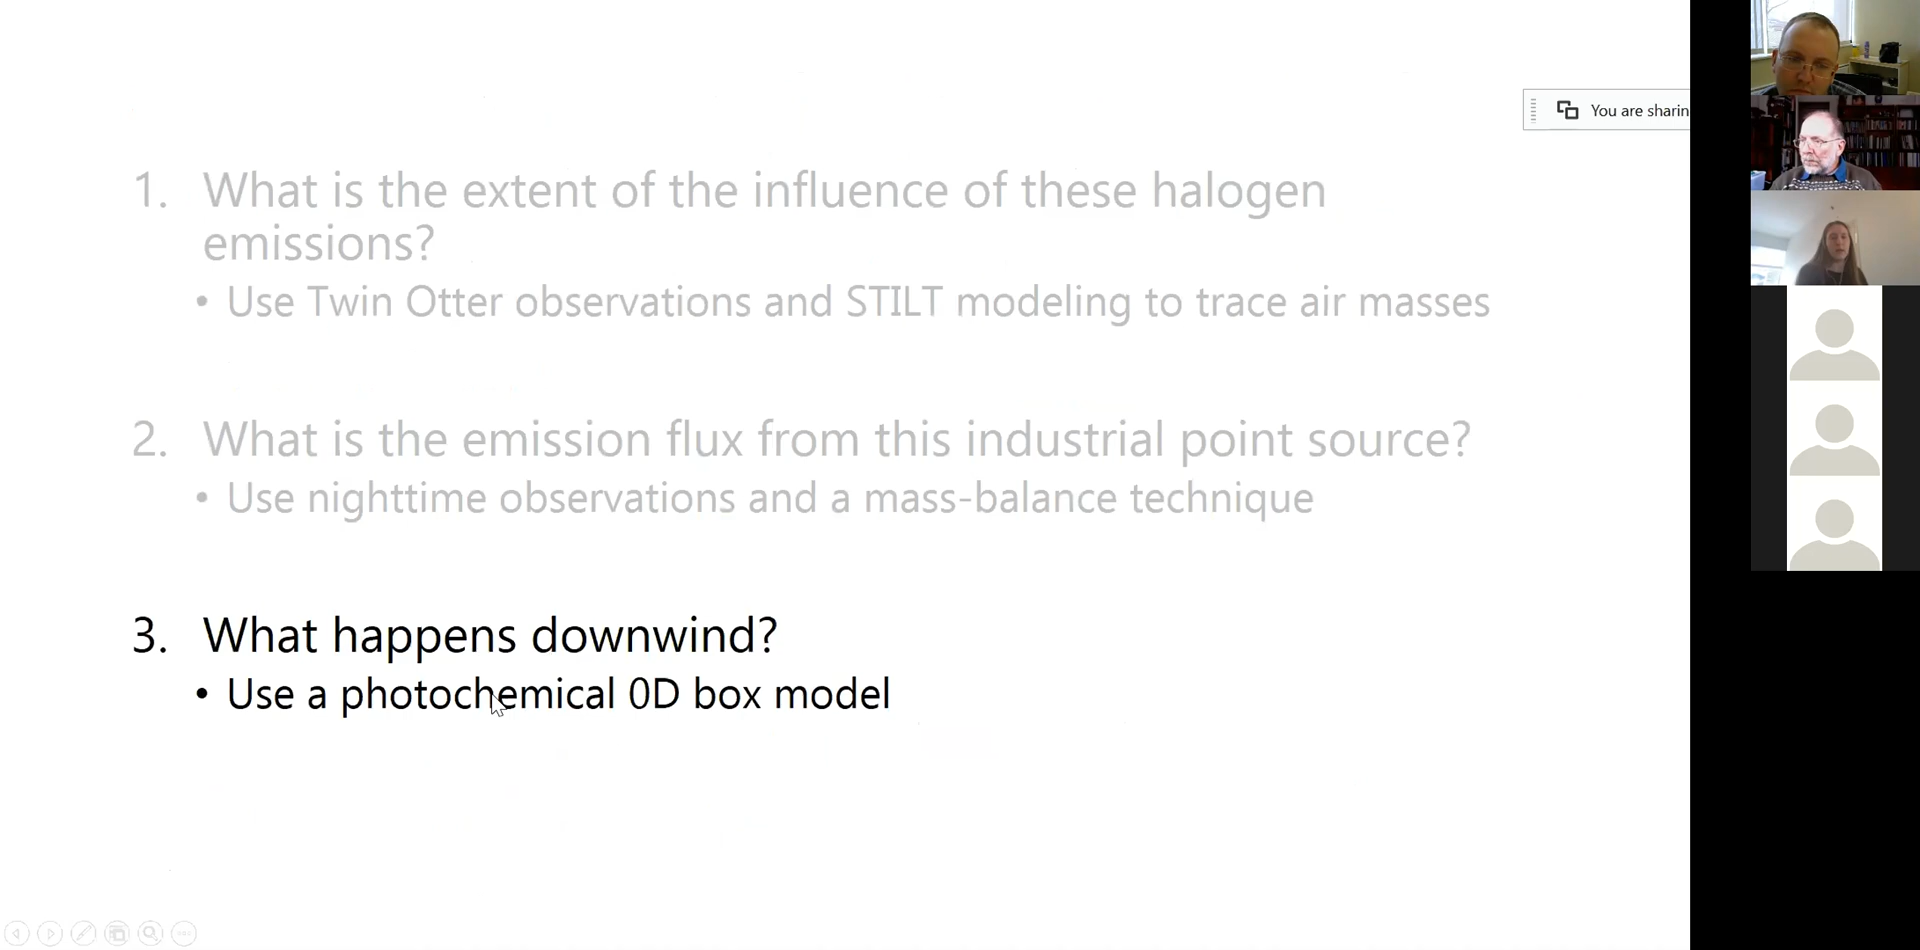 You are sharin
1. What is the extent of the influence of these halogen
emissions?
• Use Twin Otter observations and STILT modeling to trace air masses
2. What is the emission flux from this industrial point source?
• Use nighttime observations and a mass-balance technique
3. What happens downwind?
• Use a photochemical 0D box model